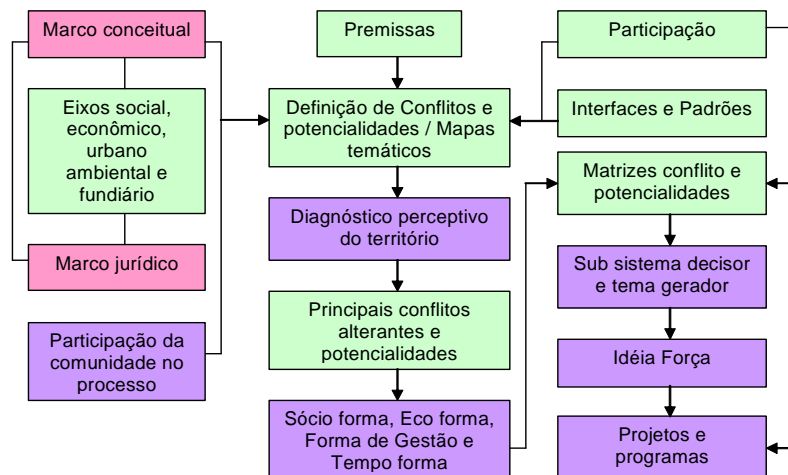 Marco conceitual
Eixos social,
econômico,
urbano
ambiental e
fundiário
Marco jurídico
Participação da
comunidade no
processo
Premissas
Definição de Conflitos e
potencialidades / Mapas
temáticos
Diagnóstico perceptivo
do território
Principais conflitos
alterantes e
potencialidades
Sócio forma, Eco forma,
Forma de Gestão e
Tempo forma
Participação
Interfaces e Padrões
Matrizes conflito e
potencialidades
Sub sistema decisor
e tema gerador
Idéia Força
Projetos e
programas